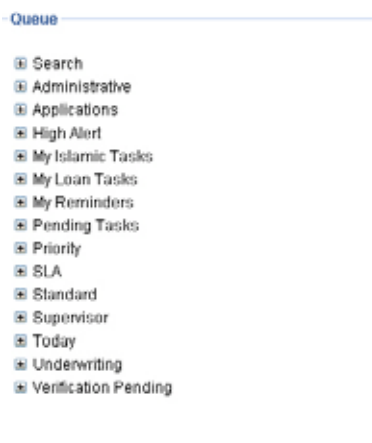 Queue
Search
Administrative
Applications
High Alert
My Islamic Tasks
My Loan Tasks
My Reminders
Pending Tasks
Priority
SLA
Standard
Supervisor
Today
Underwriting
Verification Pending